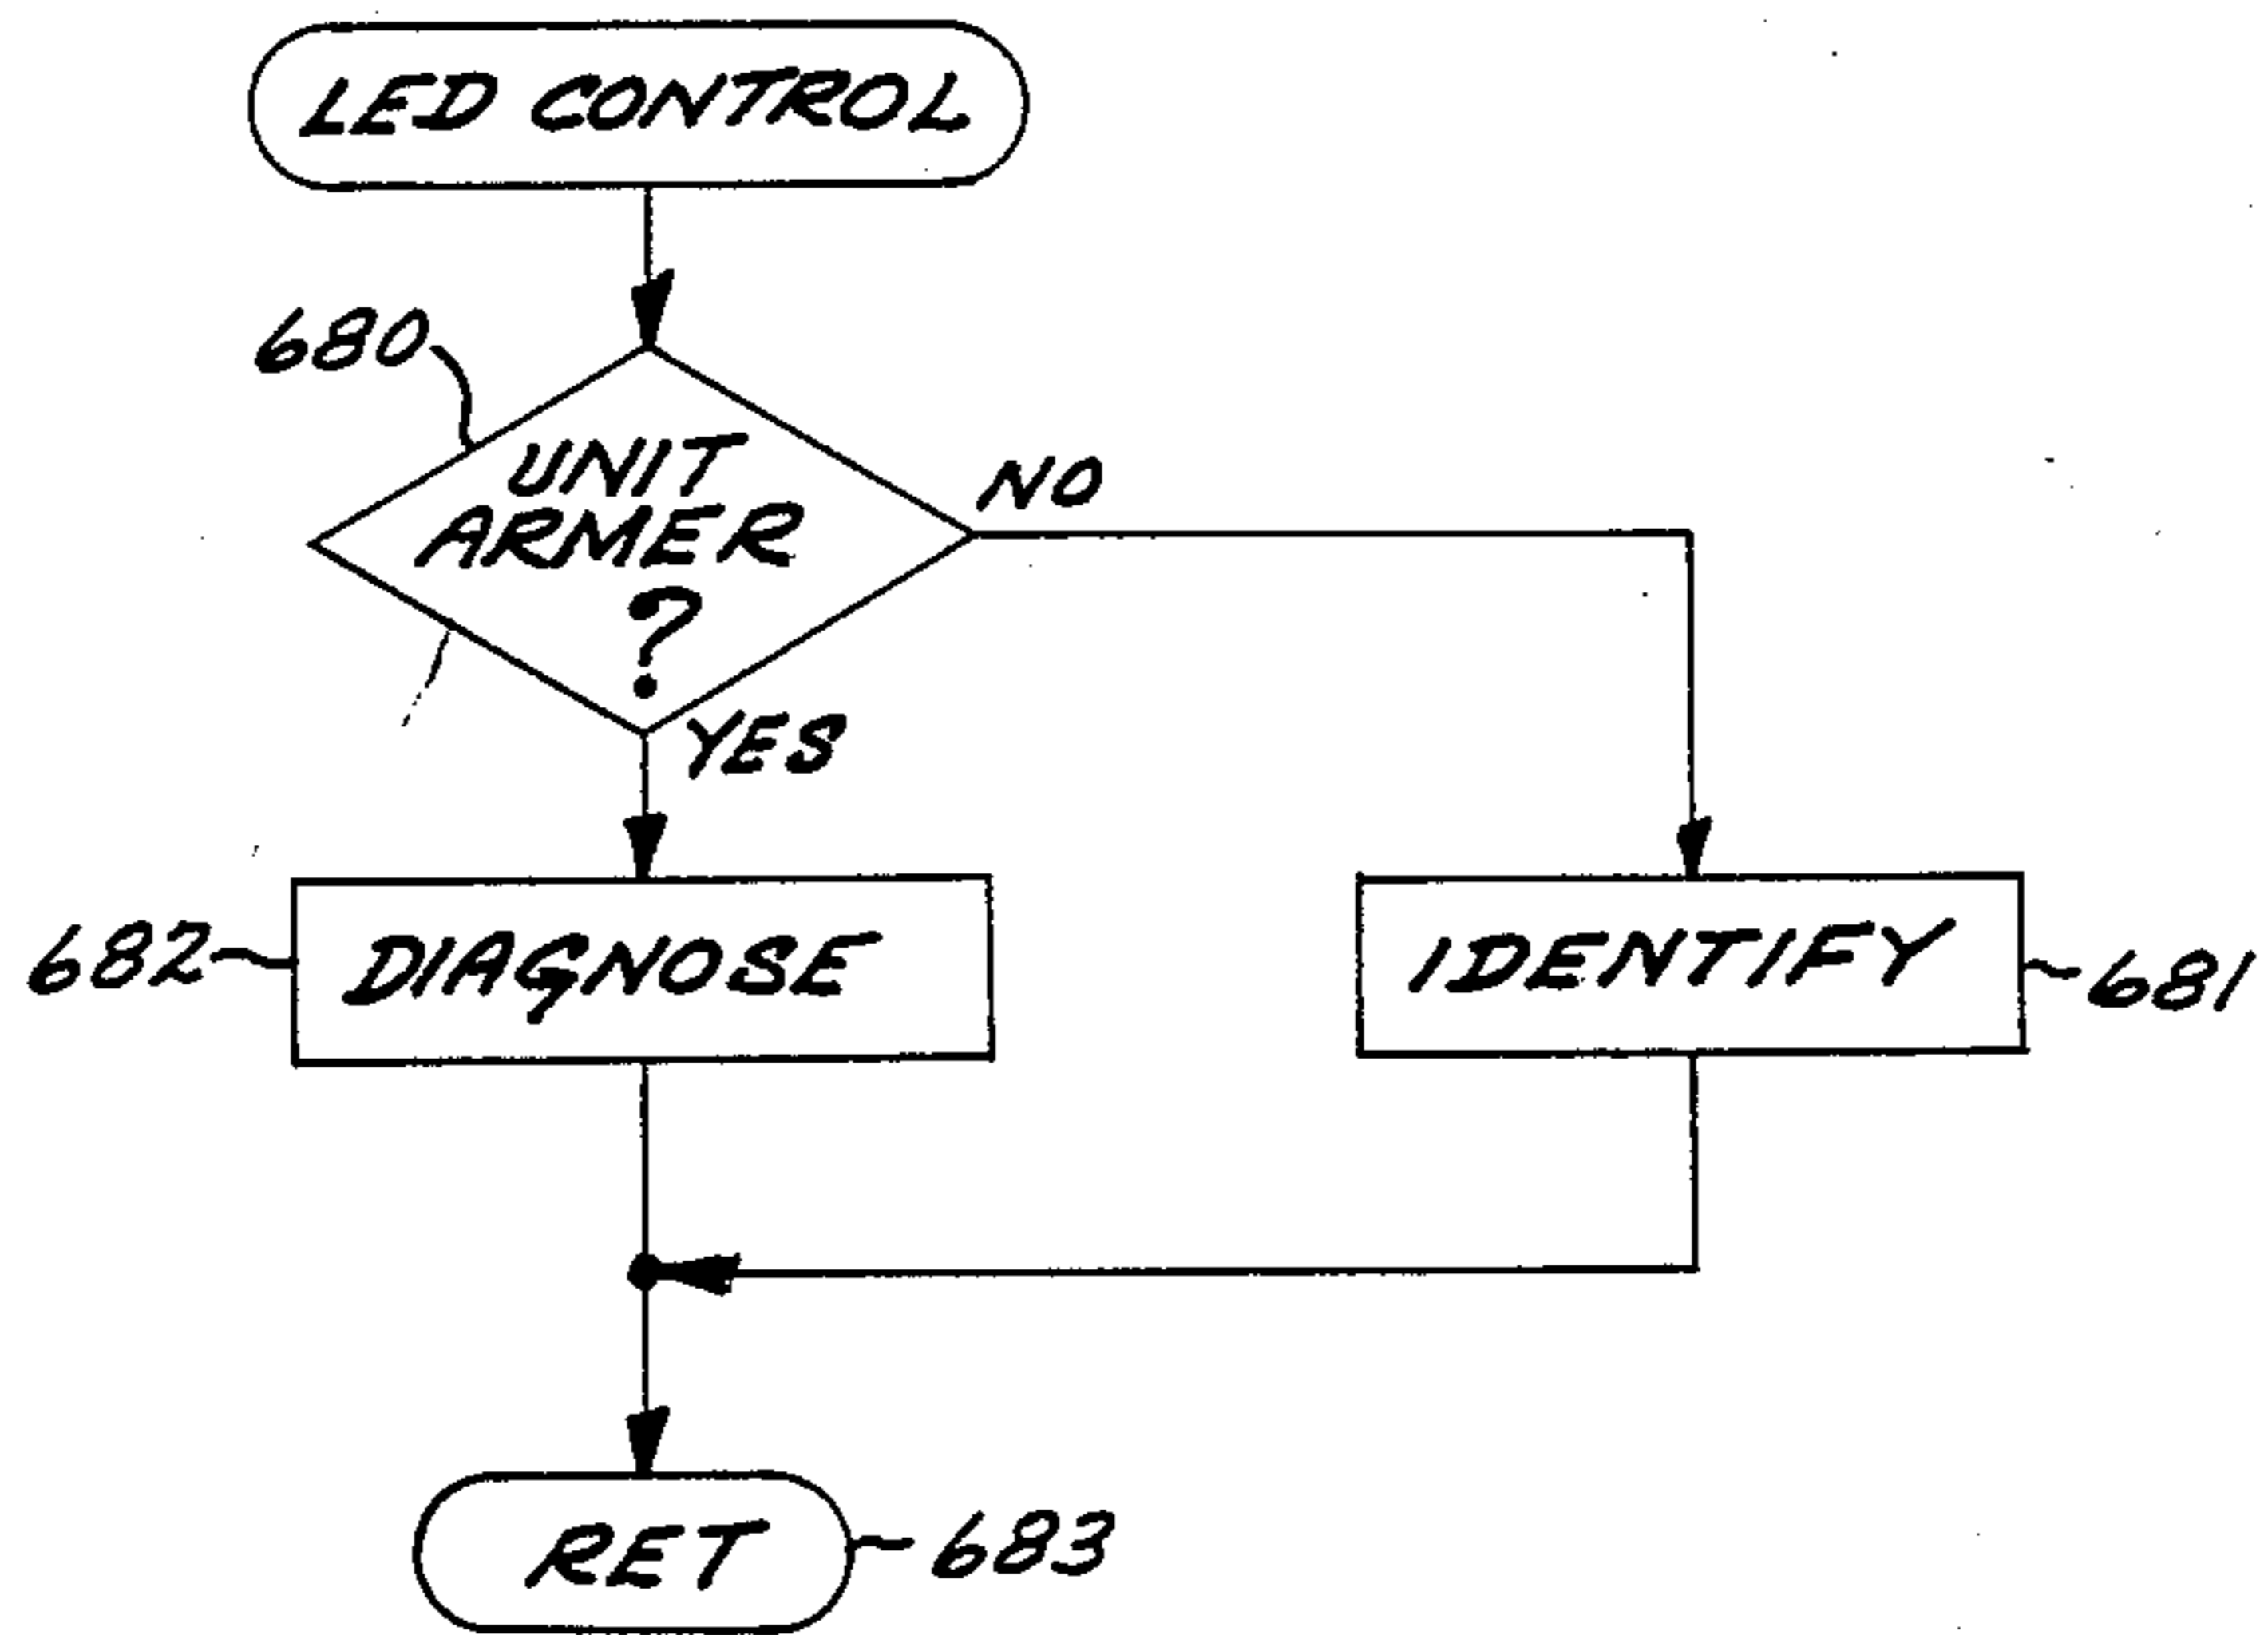 LED CONTROL
680
UNIT
ARMER
?
NO
YES
682
DIAGNOSE
IDENTIFY
681
RET
683